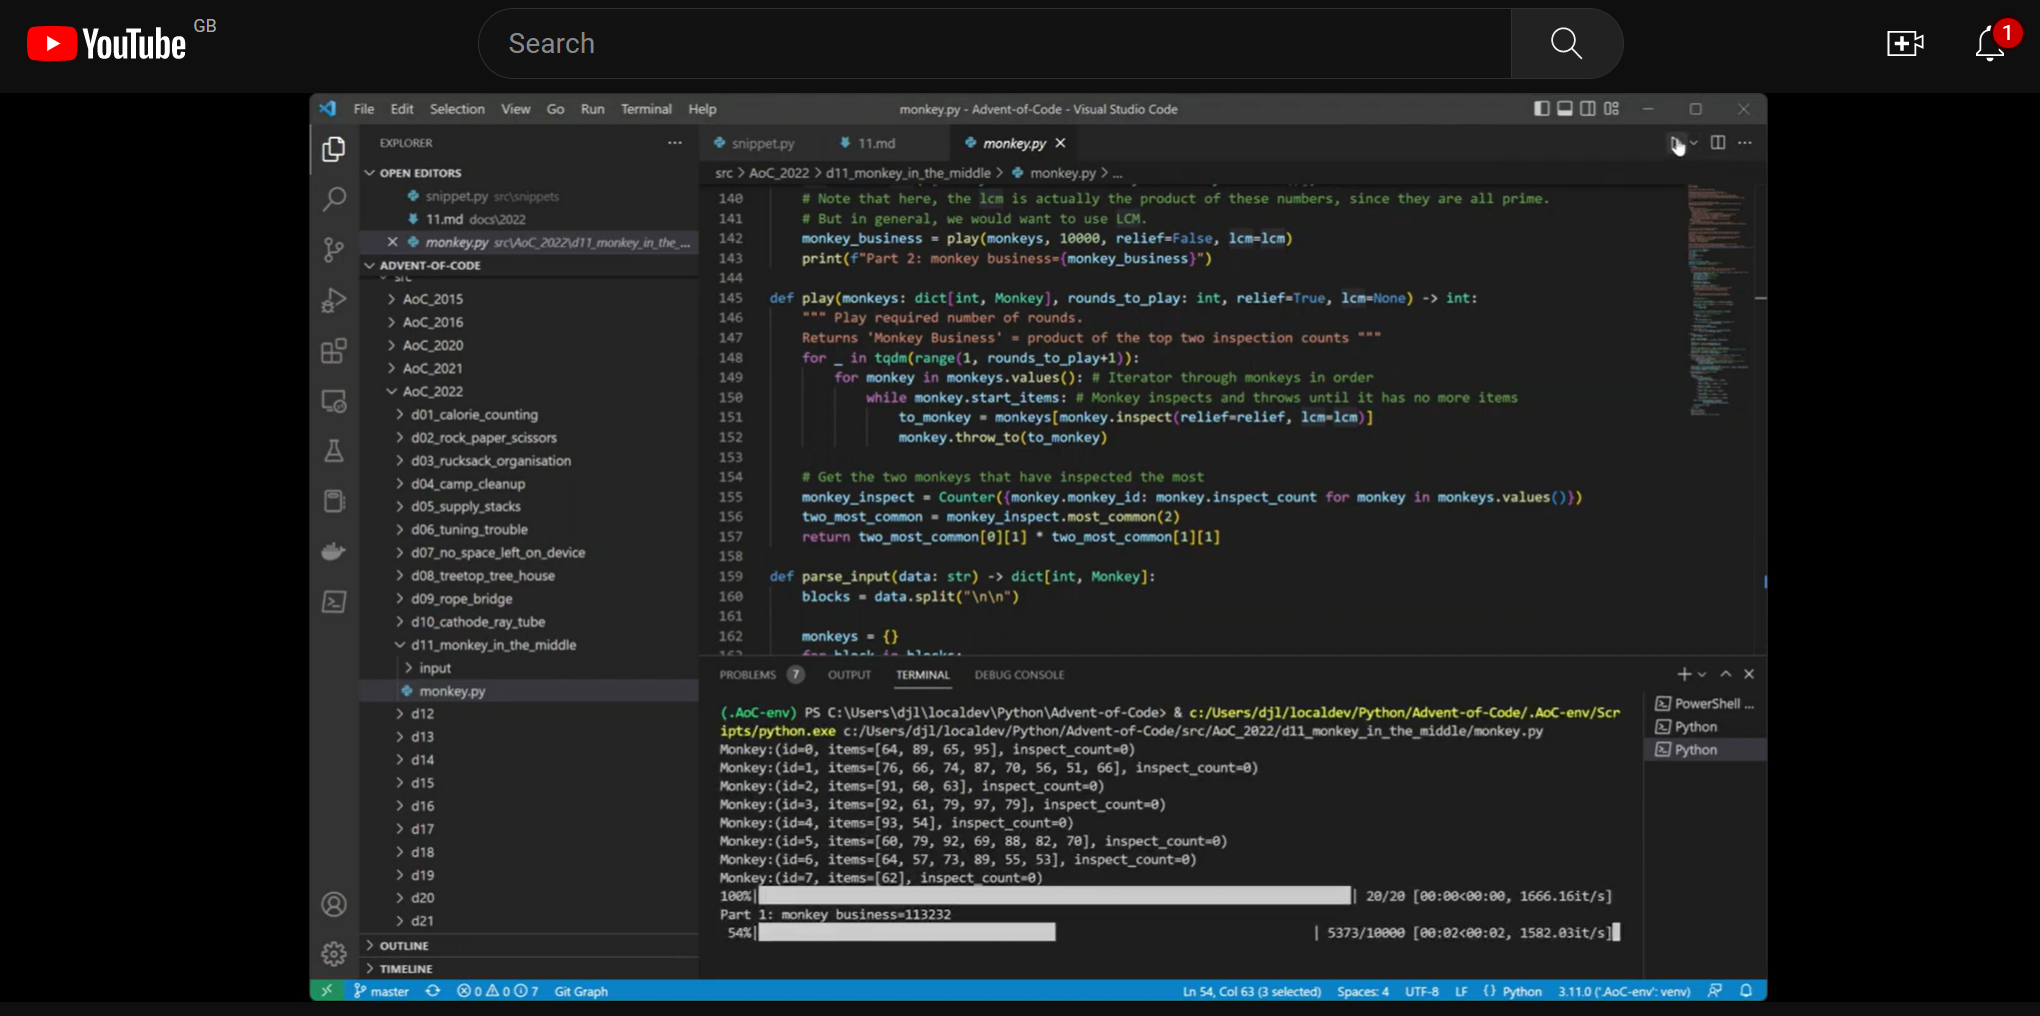 YouTube GB
Search
1
File Edit Selection View Go Run Terminal Help
monkey.py - Advent-of-Code - Visual Studio Code
EXPLORER
OPEN EDITORS
snippet.py src\snippets
11.md docs\2022
monkey.py src\AoC_2022\d11_monkey_in_the_...
ADVENT-OF-CODE
src
AoC_2015
AoC_2016
AoC_2020
AoC_2021
AoC_2022
d01_calorie_counting
d02_rock_paper_scissors
d03_rucksack_organisation
d04_camp_cleanup
d05_supply_stacks
d06_tuning_trouble
d07_no_space_left_on_device
d08_treetop_tree_house
d09_rope_bridge
d10_cathode_ray_tube
d11_monkey_in_the_middle
input
monkey.py
d12
d13
d14
d15
d16
d17
d18
d19
d20
d21
OUTLINE
TIMELINE
snippet.py 11.md monkey.py
src > AoC_2022 > d11_monkey_in_the_middle > monkey.py > ...
140 # Note that here, the lcm is actually the product of these numbers, since they are all prime.
141 # But in general, we would want to use LCM.
142 monkey_business = play(monkeys, 10000, relief=False, lcm=lcm)
143 print(f"Part 2: monkey business={monkey_business}")
144
145 def play(monkeys: dict[int, Monkey], rounds_to_play: int, relief=True, lcm=None) -> int:
146 """ Play required number of rounds.
147 Returns 'Monkey Business' = product of the top two inspection counts """
148 for _ in tqdm(range(1, rounds_to_play+1)):
149 for monkey in monkeys.values(): # Iterator through monkeys in order
150 while monkey.start_items: # Monkey inspects and throws until it has no more items
151 to_monkey = monkeys[monkey.inspect(relief=relief, lcm=lcm)]
152 monkey.throw_to(to_monkey)
153
154 # Get the two monkeys that have inspected the most
155 monkey_inspect = Counter({monkey.monkey_id: monkey.inspect_count for monkey in monkeys.values()})
156 two_most_common = monkey_inspect.most_common(2)
157 return two_most_common[0][1] * two_most_common[1][1]
158
159 def parse_input(data: str) -> dict[int, Monkey]:
160 blocks = data.split("\n\n")
161
162 monkeys = {}
163 for block in blocks:
PROBLEMS 7 OUTPUT TERMINAL DEBUG CONSOLE
(.AoC-env) PS C:\Users\djl\localdev\Python\Advent-of-Code> & c:/Users/djl/localdev/Python/Advent-of-Code/.AoC-env/Scr
ipts/python.exe c:/Users/djl/localdev/Python/Advent-of-Code/src/AoC_2022/d11_monkey_in_the_middle/monkey.py
Monkey:(id=0, items=[64, 89, 65, 95], inspect_count=0)
Monkey:(id=1, items=[76, 66, 74, 87, 70, 56, 51, 66], inspect_count=0)
Monkey:(id=2, items=[91, 60, 63], inspect_count=0)
Monkey:(id=3, items=[92, 61, 79, 97, 79], inspect_count=0)
Monkey:(id=4, items=[93, 54], inspect_count=0)
Monkey:(id=5, items=[60, 79, 92, 69, 88, 82, 70], inspect_count=0)
Monkey:(id=6, items=[64, 57, 73, 89, 55, 53], inspect_count=0)
Monkey:(id=7, items=[62], inspect_count=0)
100%| | 20/20 [00:00<00:00, 1666.16it/s]
Part 1: monkey business=113232
54%| | 5373/10000 [00:02<00:02, 1582.03it/s]
PowerShell ...
Python
Python
master 0 0 7 Git Graph
Ln 54, Col 63 (3 selected) Spaces: 4 UTF-8 LF {} Python 3.11.0 ('.AoC-env': venv)